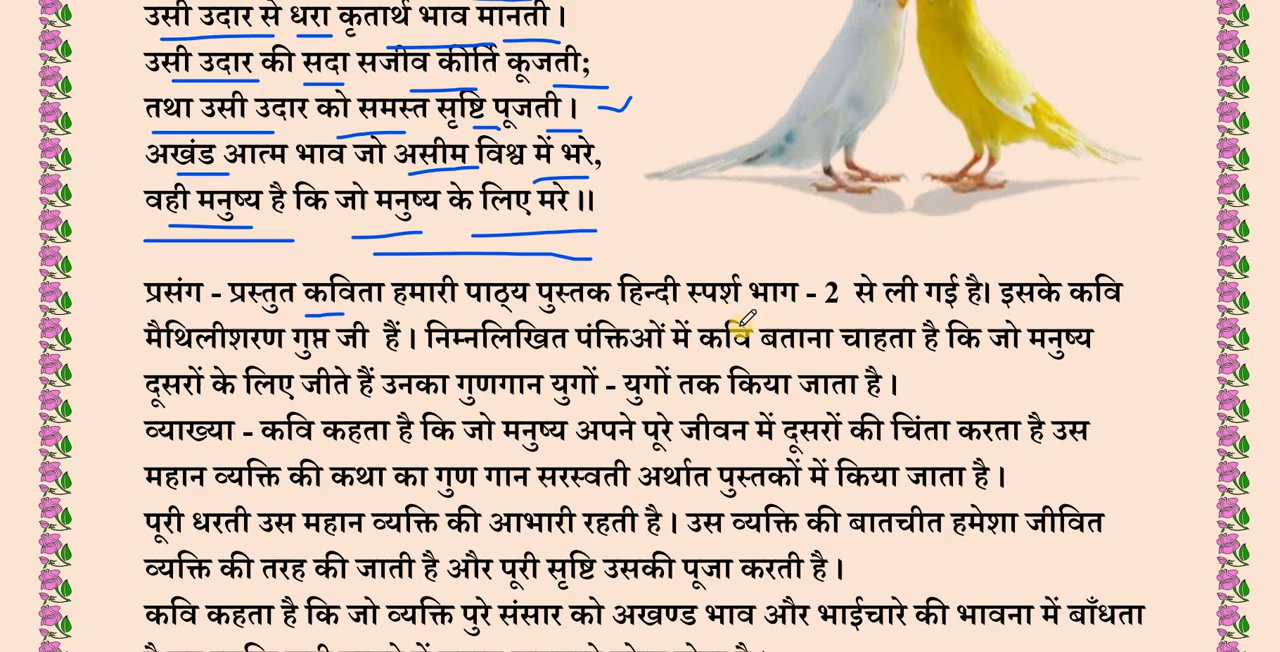 उसी उदार से धरा कृतार्थ भाव मानती ।
उसी उदार की सदा सजीव कीर्ति कूजती;
तथा उसी उदार को समस्त सृष्टि पूजती ।
अखंड आत्म भाव जो असीम विश्व में भरे,
वही मनुष्य है कि जो मनुष्य के लिए मरे ।।
प्रसंग - प्रस्तुत कविता हमारी पाठ्य पुस्तक हिन्दी स्पर्श भाग - 2 से ली गई है। इसके कवि
मैथिलीशरण गुप्त जी हैं । निम्नलिखित पंक्तिओं में कवि बताना चाहता है कि जो मनुष्य
दूसरों के लिए जीते हैं उनका गुणगान युगों - युगों तक किया जाता है ।
व्याख्या - कवि कहता है कि जो मनुष्य अपने पूरे जीवन में दूसरों की चिंता करता है उस
महान व्यक्ति की कथा का गुण गान सरस्वती अर्थात पुस्तकों में किया जाता है ।
पूरी धरती उस महान व्यक्ति की आभारी रहती है । उस व्यक्ति की बातचीत हमेशा जीवित
व्यक्ति की तरह की जाती है और पूरी सृष्टि उसकी पूजा करती है ।
कवि कहता है कि जो व्यक्ति पुरे संसार को अखण्ड भाव और भाईचारे की भावना में बाँधता